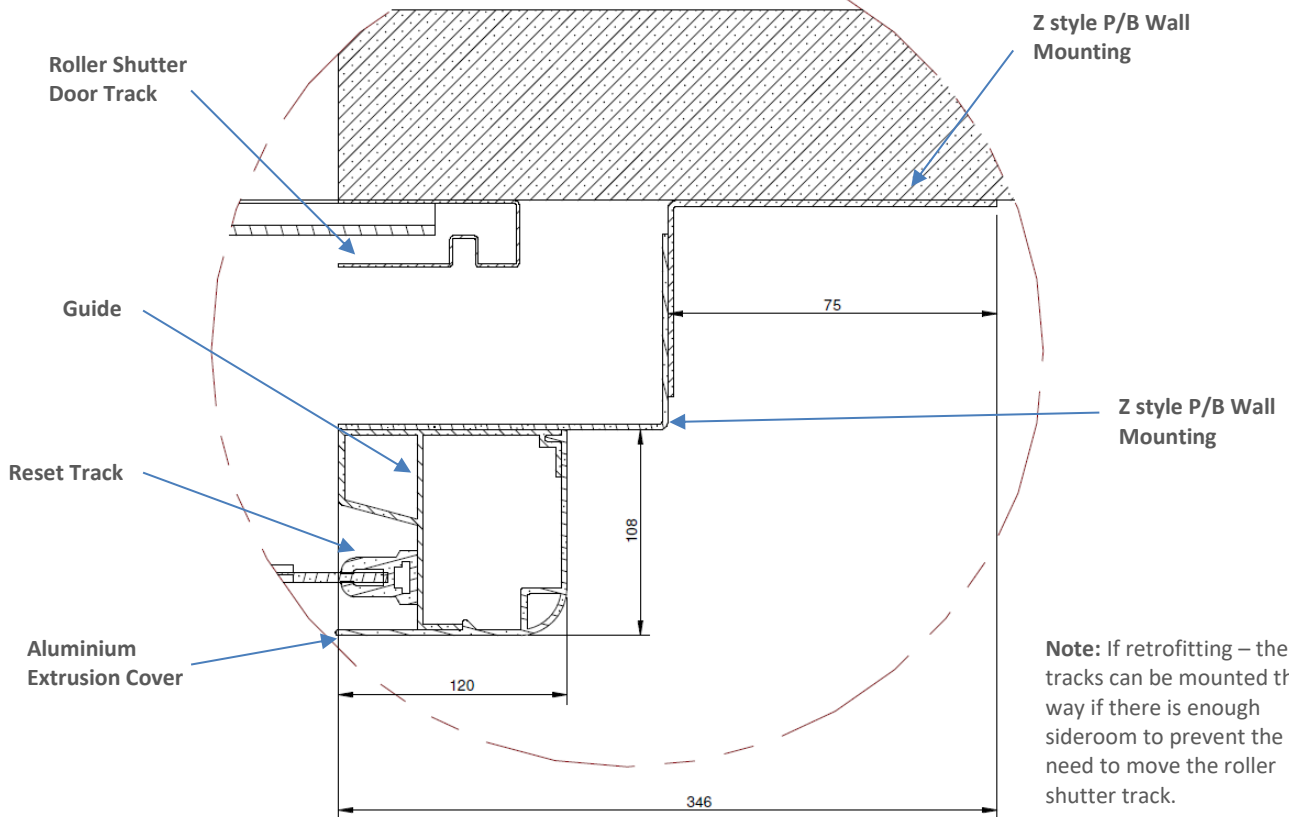 Z style P/B Wall
Mounting
Roller Shutter
Door Track
Guide
75
Z style P/B Wall
Mounting
Reset Track
108
Aluminium
Extrusion Cover
120
Note: If retrofitting – the
tracks can be mounted th
way if there is enough
sideroom to prevent the
need to move the roller
shutter track.
346